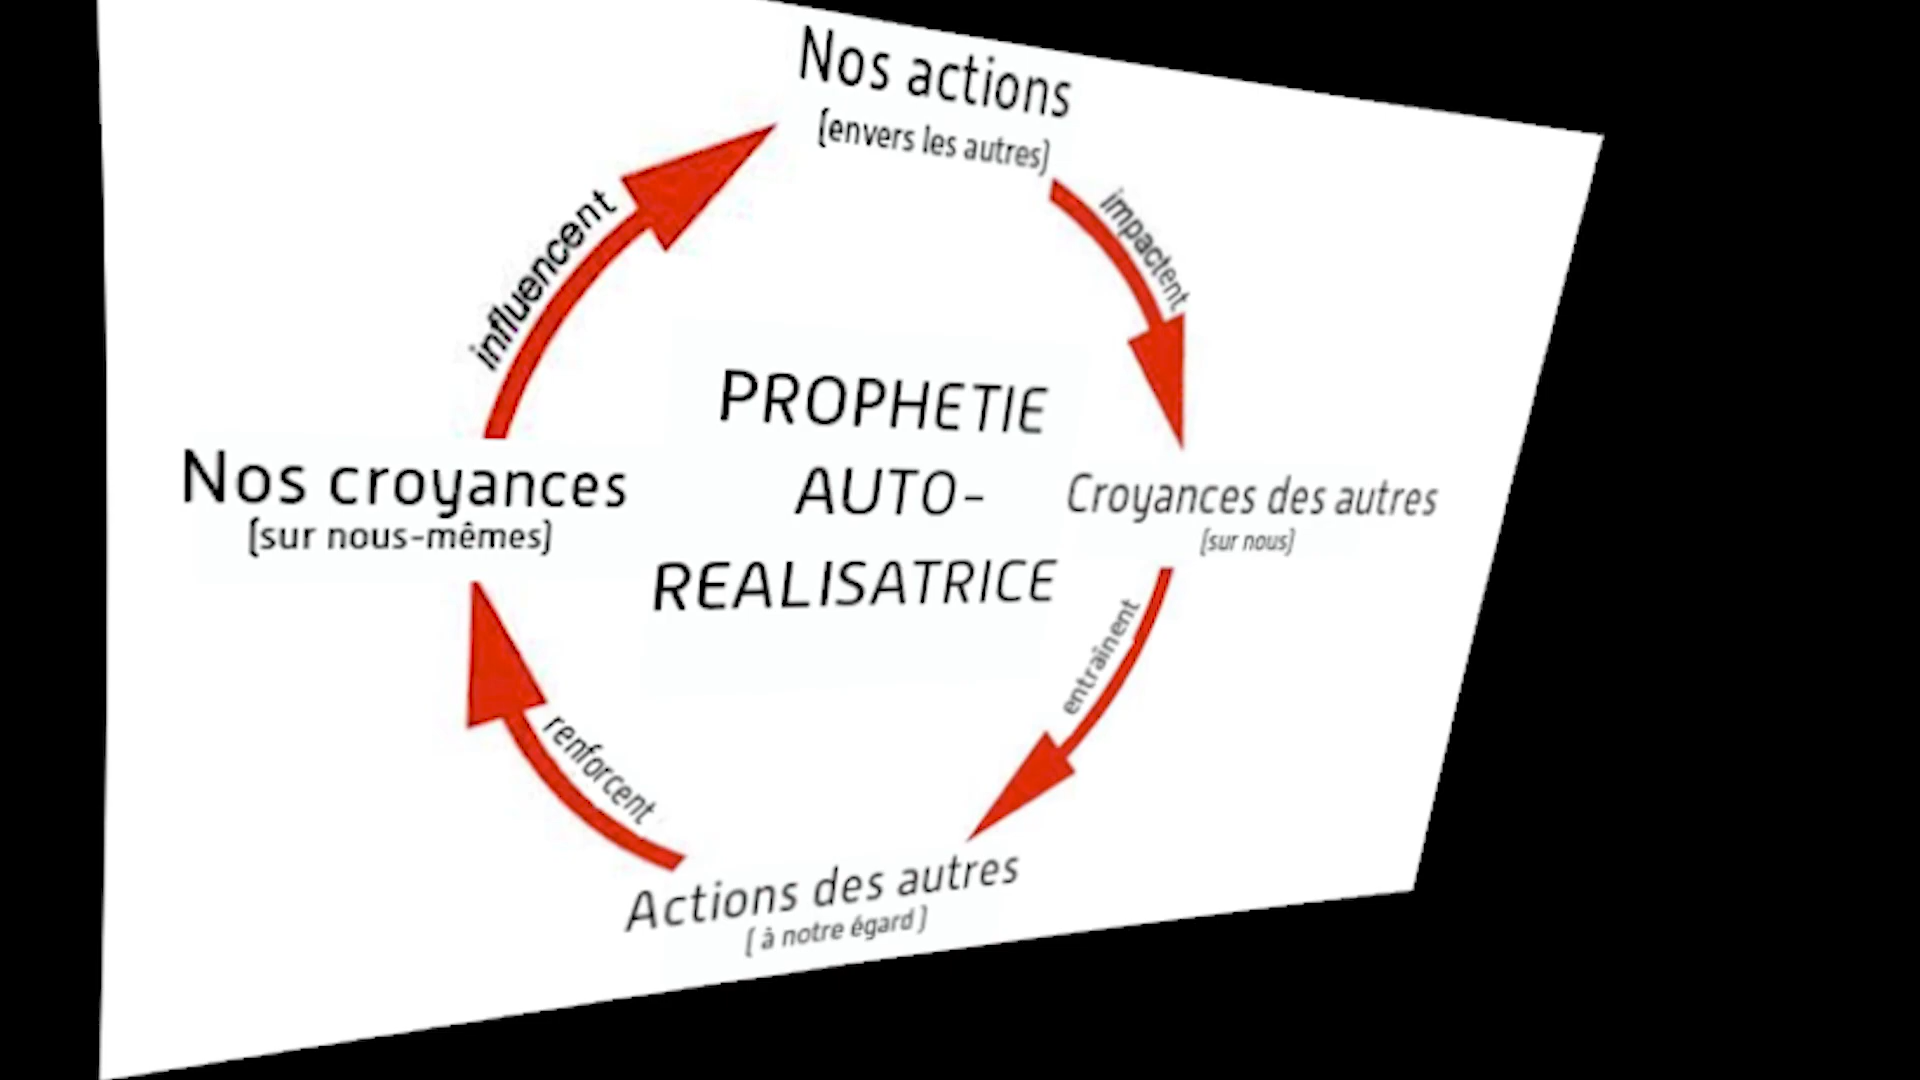 Nos actions
(envers les autres)
influencent
impactent
PROPHETIE
AUTO-
REALISATRICE
Nos croyances
(sur nous-mêmes)
Croyances des autres
(sur nous)
entraînent
renforcent
Actions des autres
( à notre égard )